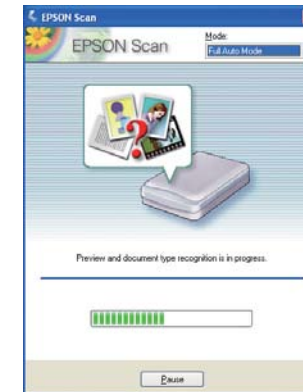 EPSON Scan
EPSON Scan
Mode:
Full Auto Mode
?
Preview and document type recognition is in progress.
Pause